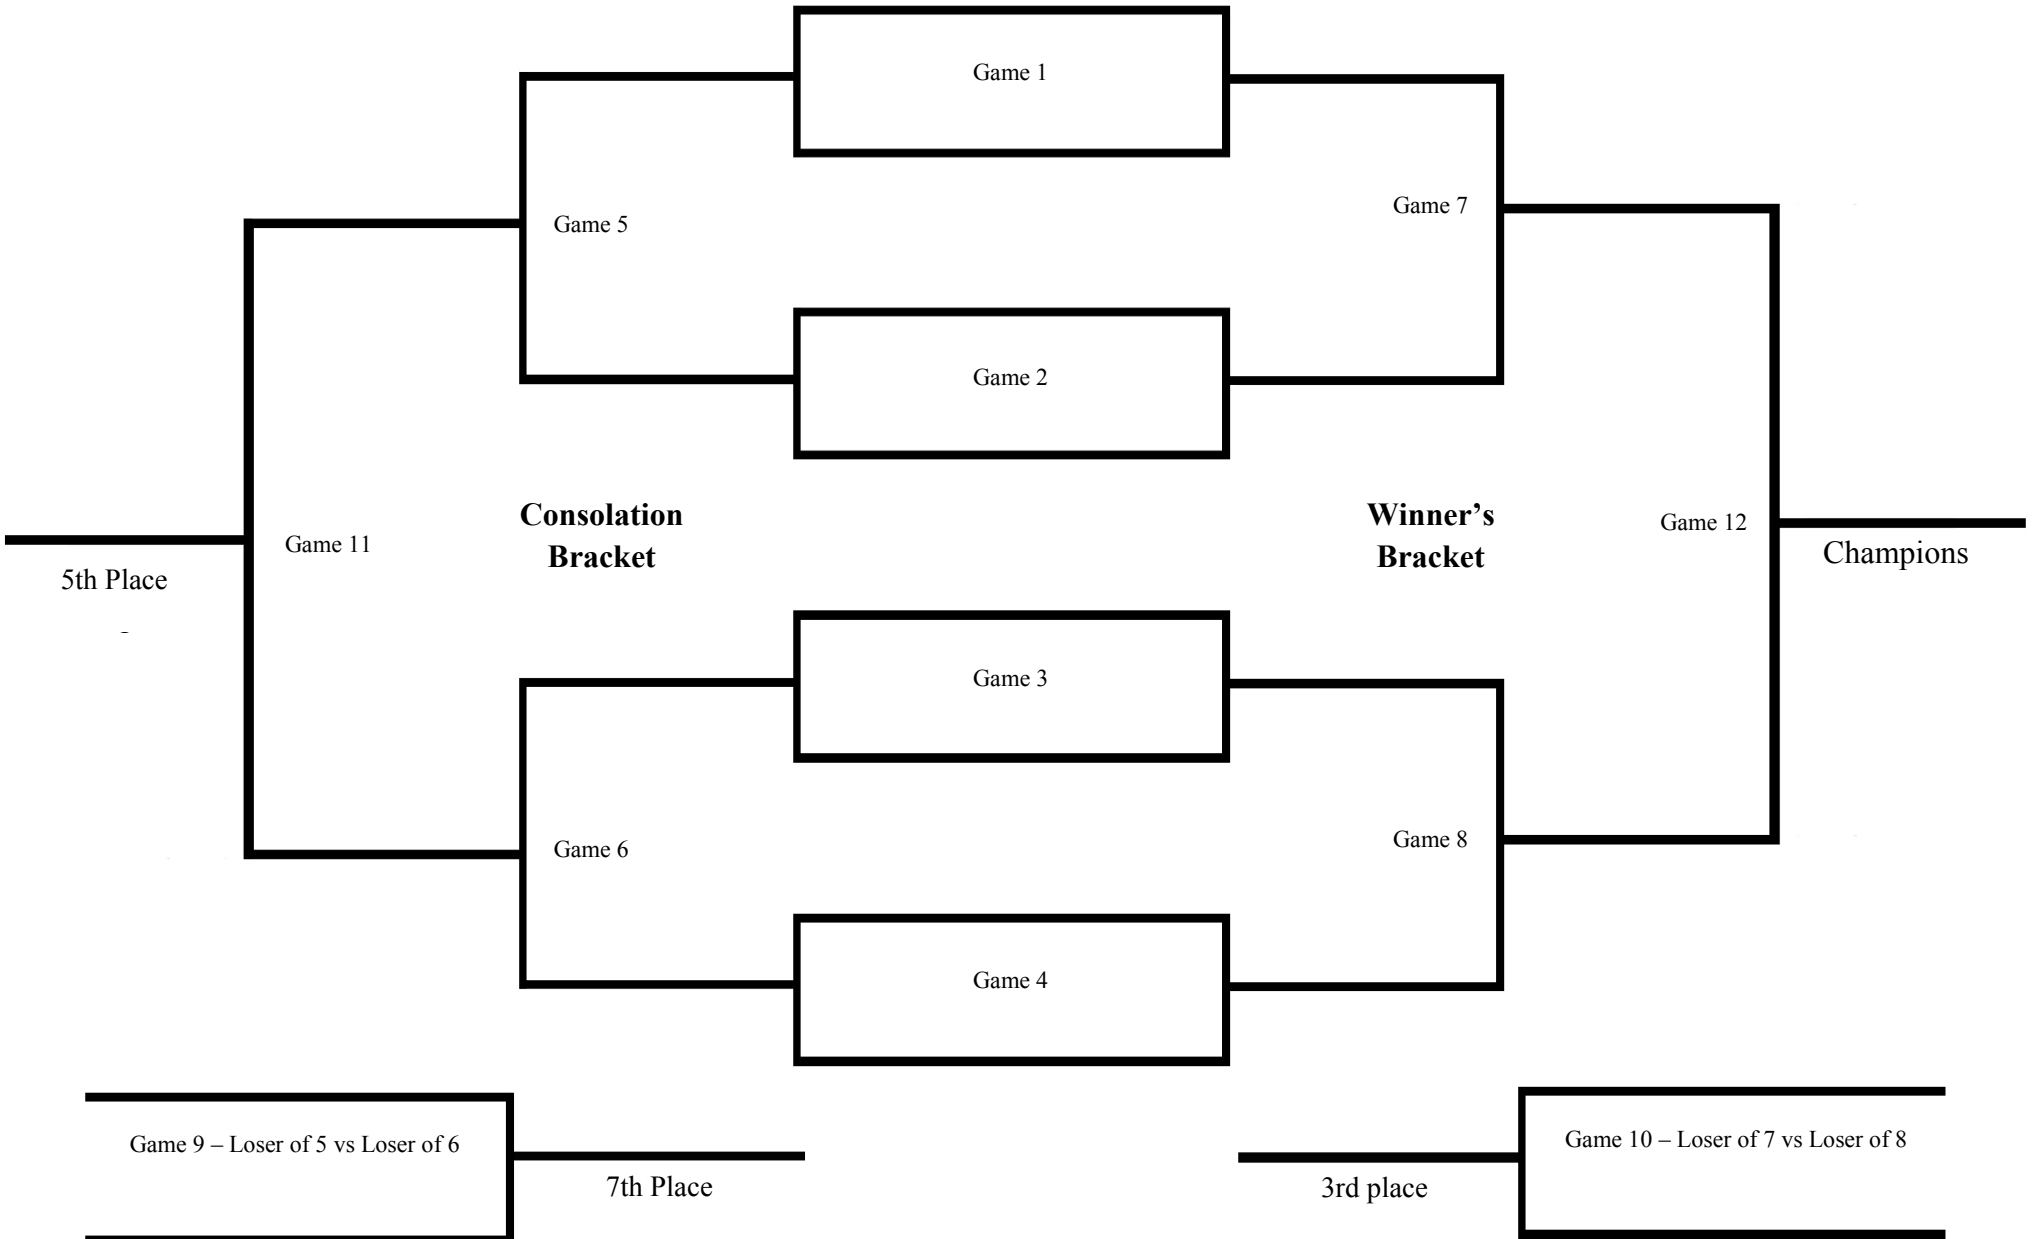 Game 1
Game 5
Game 7
Game 2
Consolation
Bracket
Winner’s
Bracket
Game 11
Game 12
5th Place
Champions
Game 3
Game 6
Game 8
Game 4
Game 9 – Loser of 5 vs Loser of 6
7th Place
Game 10 – Loser of 7 vs Loser of 8
3rd place